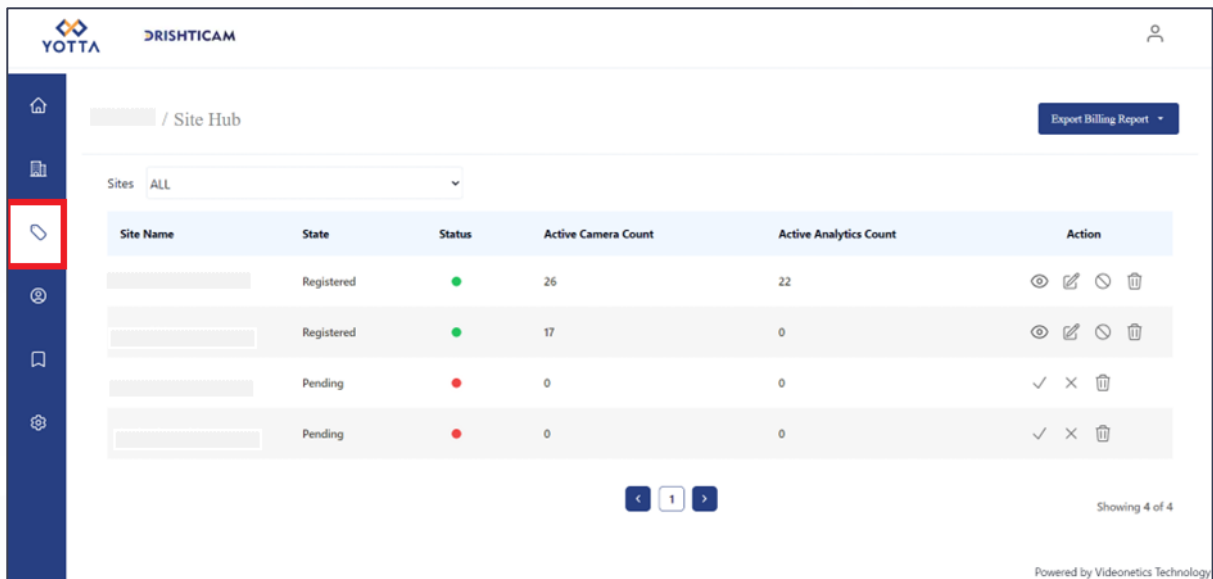 YOTTA DRISHTICAM
/ Site Hub
Export Billing Report
Sites ALL
Site Name State Status Active Camera Count Active Analytics Count Action
Registered 26 22
Registered 17 0
Pending 0 0
Pending 0 0
1
Showing 4 of 4
Powered by Videonetics Technology